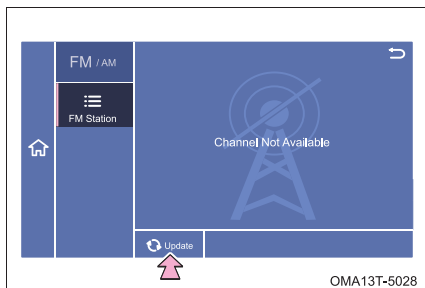 FM / AM
FM Station
Channel Not Available
Update
OMA13T-5028